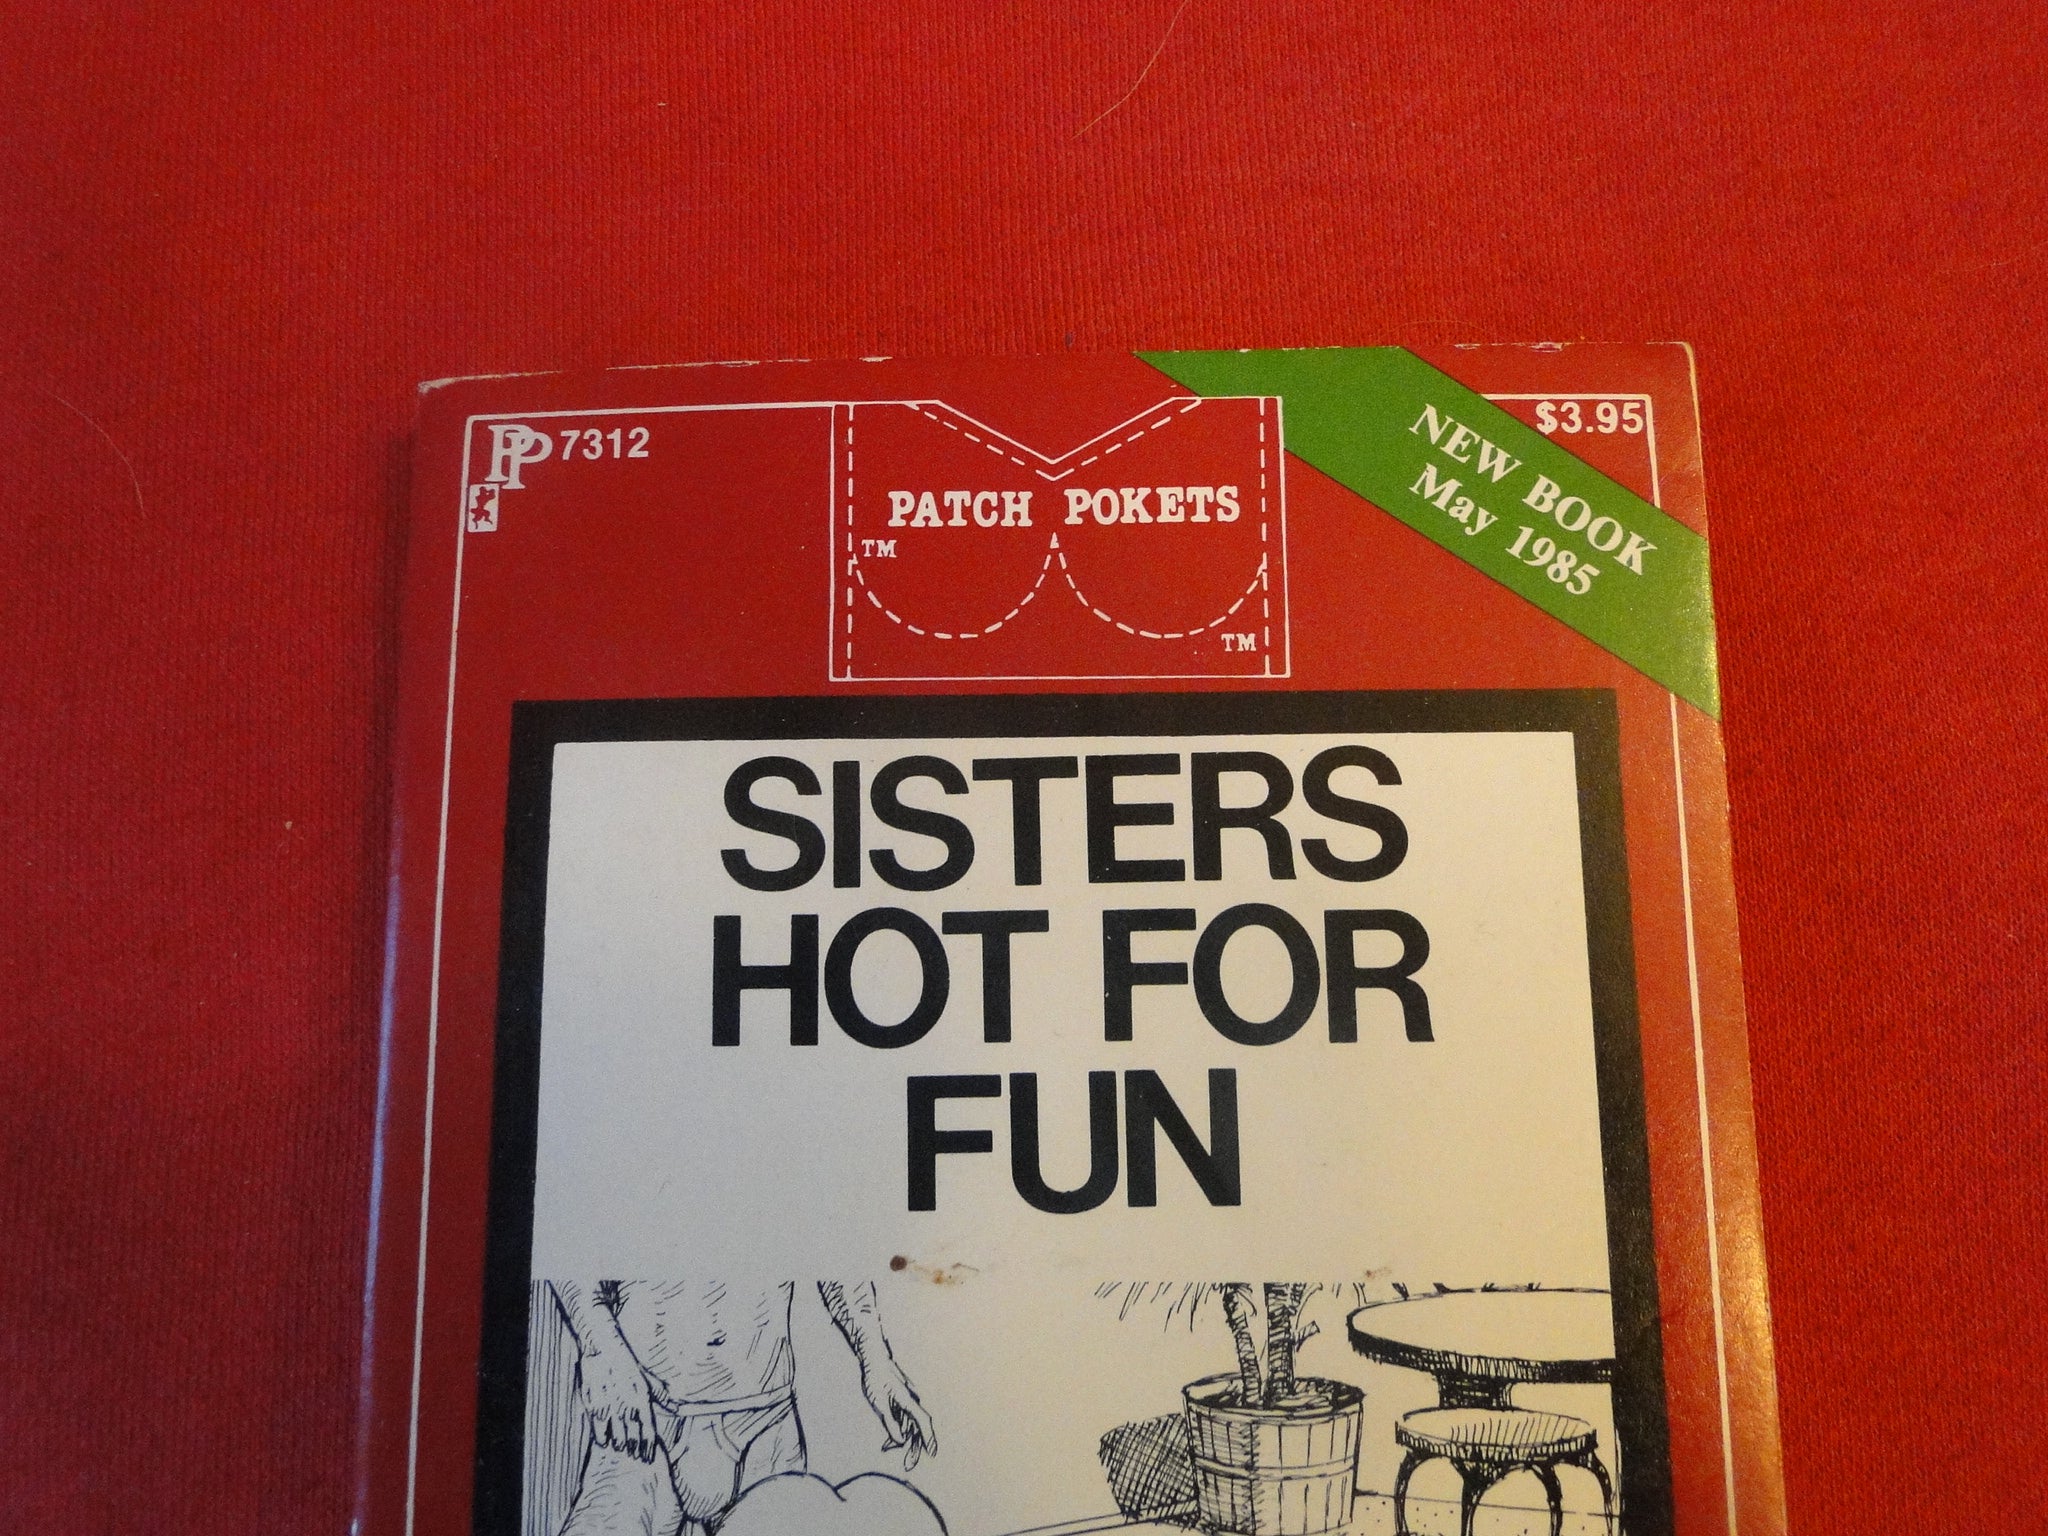 PP 7312
PATCH POKETS
TM
TM
$3.95
NEW BOOK
May 1985
SISTERS
HOT FOR
FUN